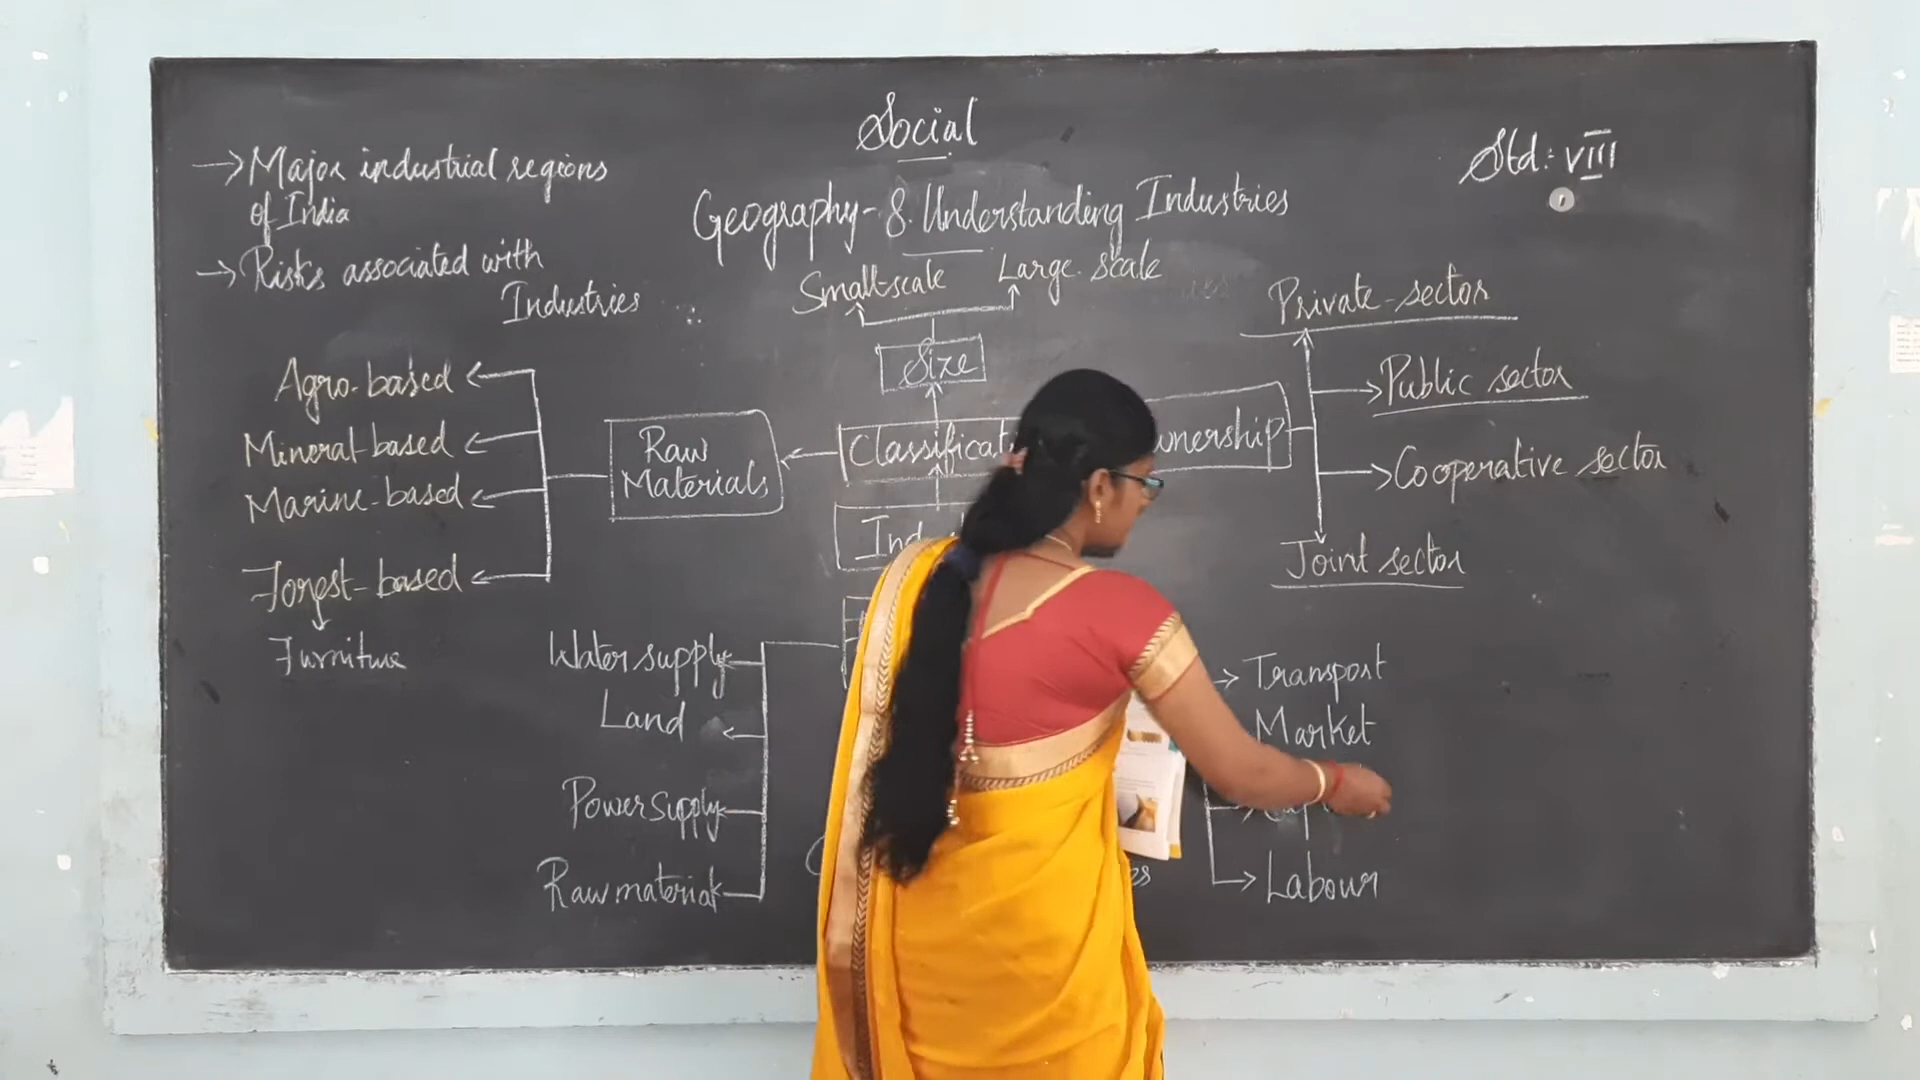 Social
Std: VIII
→Major industrial regions
of India
→Risks associated with
Industries
Geography-8. Understanding Industries
Small-scale
Large-scale
Size
Raw
Materials
Agro-based
Mineral-based
Marine-based
Forest-based
Furniture
Private-sector
Public sector
Cooperative sector
Joint sector
Water supply
Land
Power supply
Raw material
Transport
Market
Labour